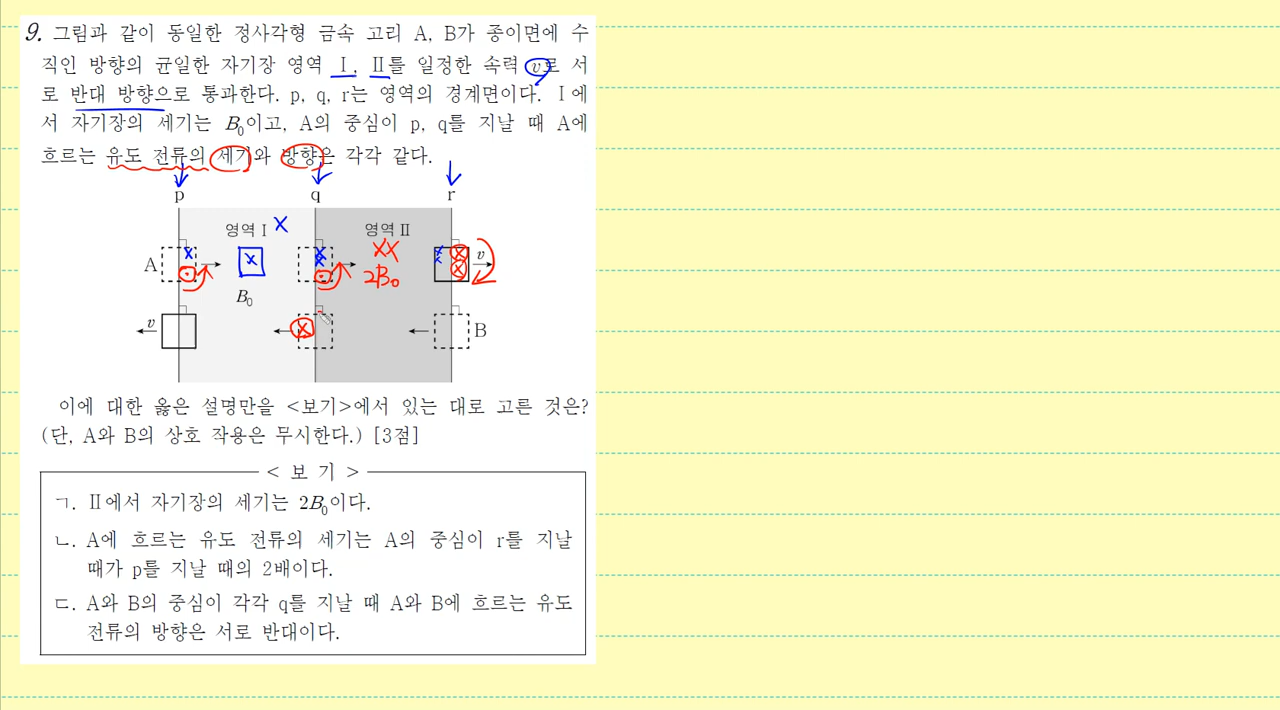 9. 그림과 같이 동일한 정사각형 금속 고리 A, B가 종이면에 수
직인 방향의 균일한 자기장 영역 Ⅰ, Ⅱ를 일정한 속력 v로 서
로 반대 방향으로 통과한다. p, q, r는 영역의 경계면이다. Ⅰ에
서 자기장의 세기는 B₀이고, A의 중심이 p, q를 지날 때 A에
흐르는 유도 전류의 세기와 방향은 각각 같다.
p q r
영역Ⅰ × 영역Ⅱ
××
A × · × × · × × × × v
B₀ 2B₀
v × B
이에 대한 옳은 설명만을 <보기>에서 있는 대로 고른 것은?
(단, A와 B의 상호 작용은 무시한다.) [3점]
< 보 기 >
ㄱ. Ⅱ에서 자기장의 세기는 2B₀이다.
ㄴ. A에 흐르는 유도 전류의 세기는 A의 중심이 r를 지날
때가 p를 지날 때의 2배이다.
ㄷ. A와 B의 중심이 각각 q를 지날 때 A와 B에 흐르는 유도
전류의 방향은 서로 반대이다.